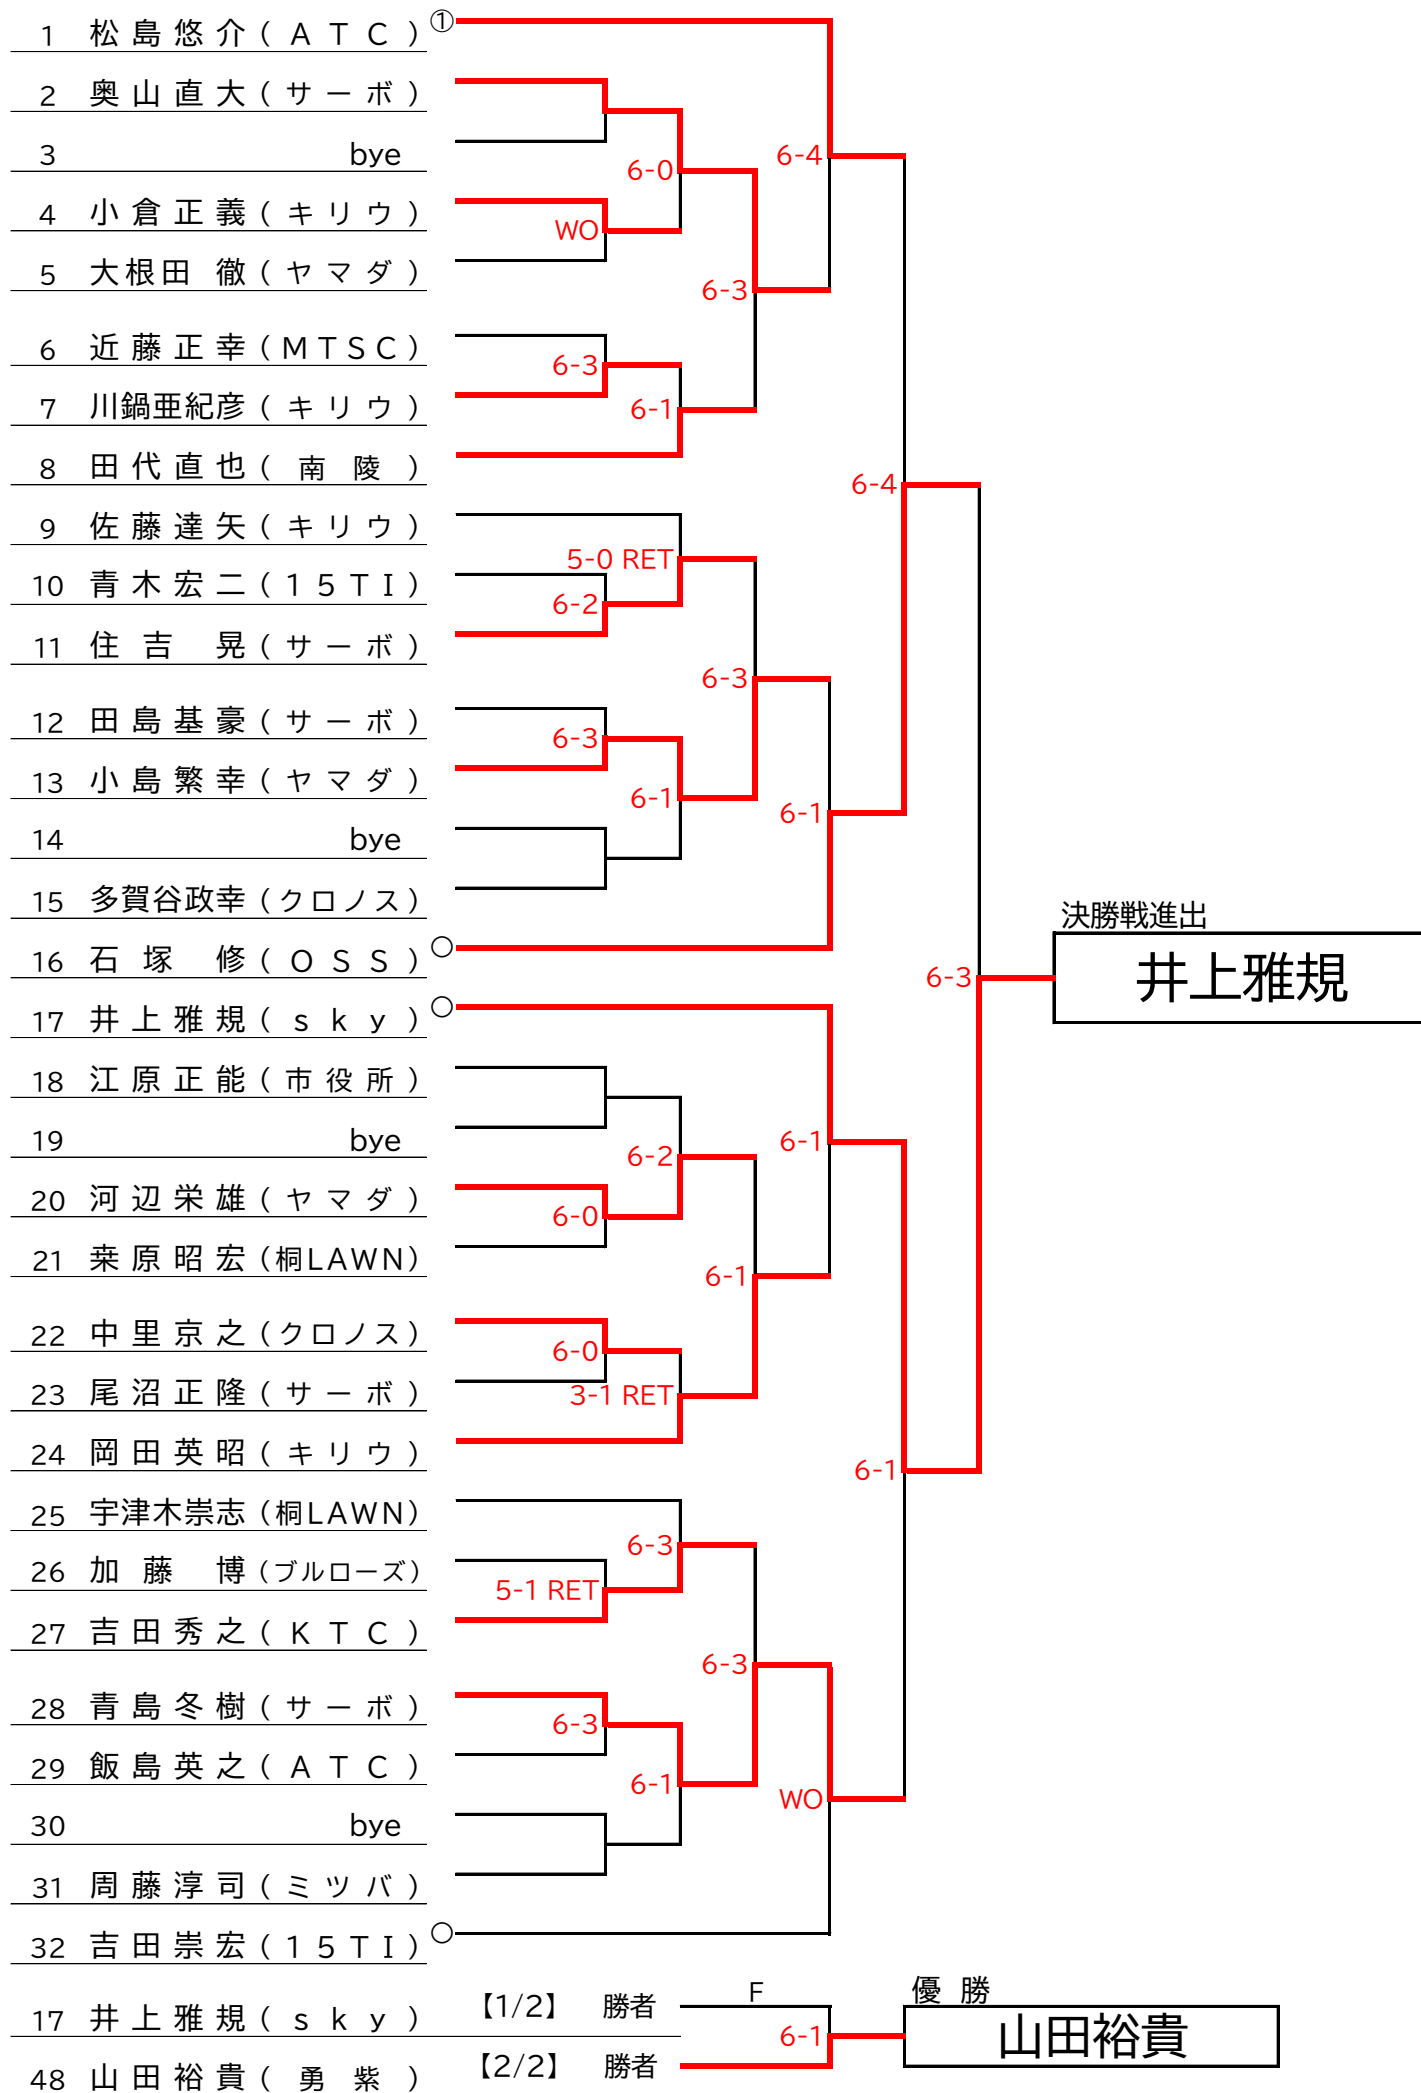 1 松島悠介(ATC) ①
2 奥山直大(サーボ)
3 bye
6-0
6-4
4 小倉正義(キリウ)
WO
5 大根田 徹(ヤマダ)
6-3
6 近藤正幸(MTSC)
6-3
7 川鍋亜紀彦(キリウ)
6-1
8 田代直也(南陵)
6-4
9 佐藤達矢(キリウ)
5-0 RET
10 青木宏二(15TI)
6-2
11 住吉 晃(サーボ)
6-3
12 田島基豪(サーボ)
6-3
13 小島繁幸(ヤマダ)
6-1
6-1
14 bye
15 多賀谷政幸(クロノス)
決勝戦進出
16 石塚 修(OSS) ○
6-3
井上雅規
17 井上雅規(sky) ○
18 江原正能(市役所)
19 bye
6-1
6-2
20 河辺栄雄(ヤマダ)
6-0
21 桒原昭宏(桐LAWN)
6-1
22 中里京之(クロノス)
6-0
23 尾沼正隆(サーボ)
3-1 RET
24 岡田英昭(キリウ)
6-1
25 宇津木崇志(桐LAWN)
6-3
26 加藤 博(ブルローズ)
5-1 RET
27 吉田秀之(KTC)
6-3
28 青島冬樹(サーボ)
6-3
29 飯島英之(ATC)
6-1
WO
30 bye
31 周藤淳司(ミツバ)
32 吉田崇宏(15TI) ○
17 井上雅規(sky) 【1/2】 勝者 F 優勝
6-1 山田裕貴
48 山田裕貴(勇紫) 【2/2】 勝者